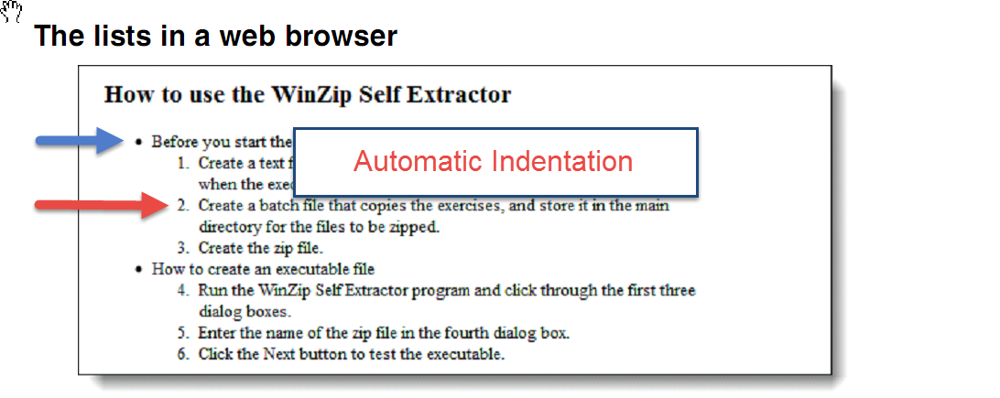 The lists in a web browser
How to use the WinZip Self Extractor
• Before you start the
Automatic Indentation
1. Create a text
when the
2. Create a batch file that copies the exercises, and store it in the main
directory for the files to be zipped.
3. Create the zip file.
• How to create an executable file
4. Run the WinZip Self Extractor program and click through the first three
dialog boxes.
5. Enter the name of the zip file in the fourth dialog box.
6. Click the Next button to test the executable.